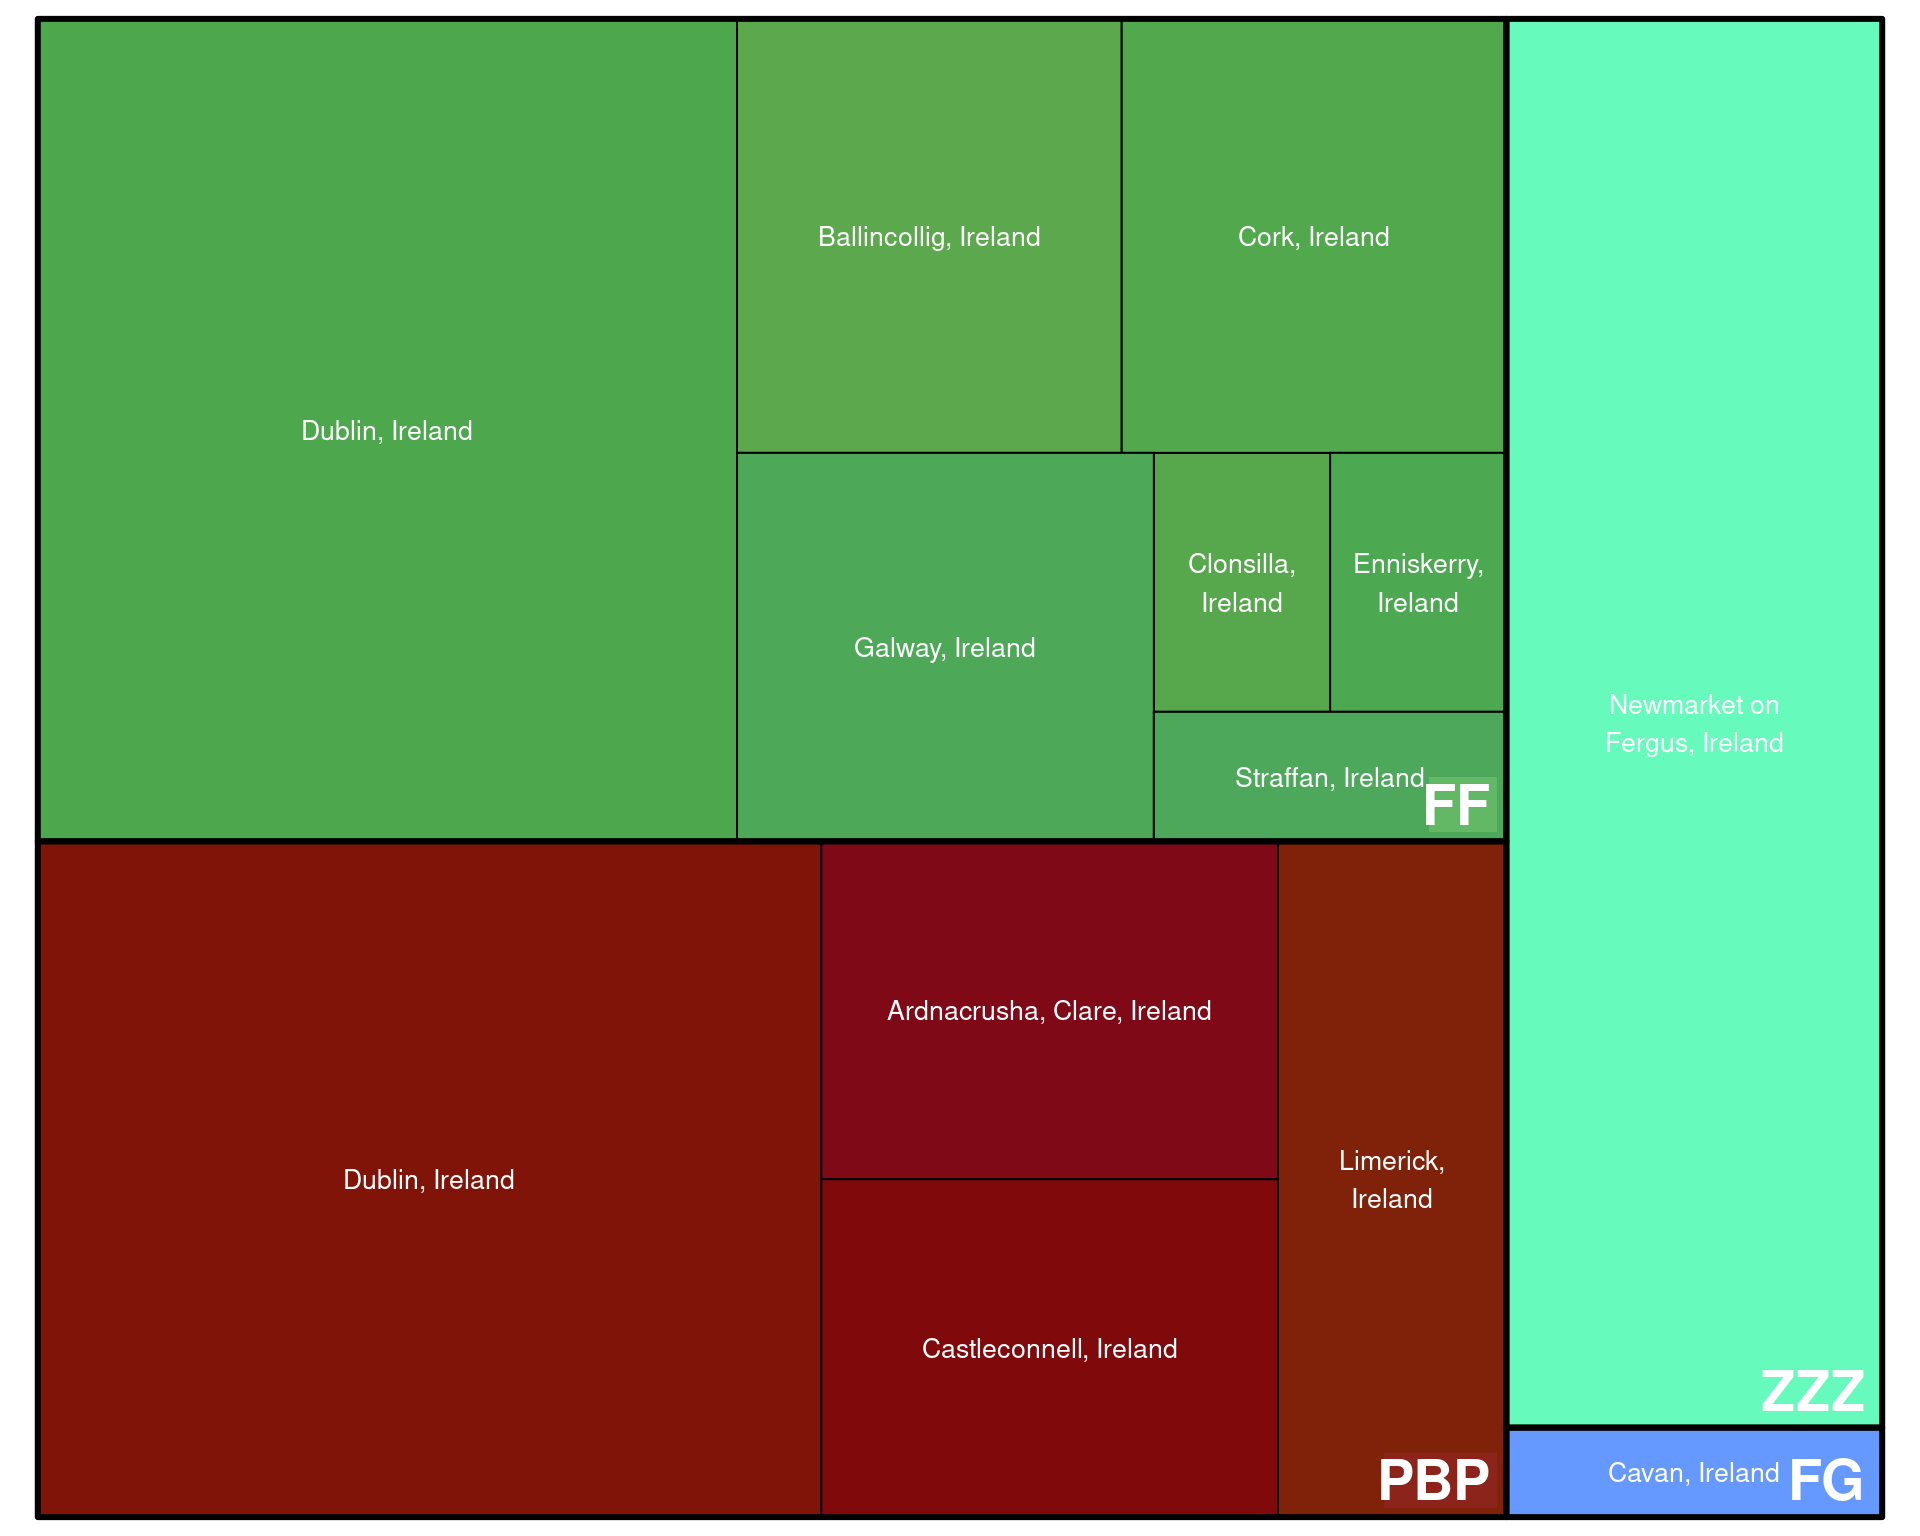 Dublin, Ireland
Ballincollig, Ireland
Cork, Ireland
Galway, Ireland
Clonsilla,
Ireland
Enniskerry,
Ireland
Straffan, Ireland
FF
Dublin, Ireland
Ardnacrusha, Clare, Ireland
Castleconnell, Ireland
Limerick,
Ireland
PBP
Newmarket on
Fergus, Ireland
ZZZ
Cavan, Ireland
FG